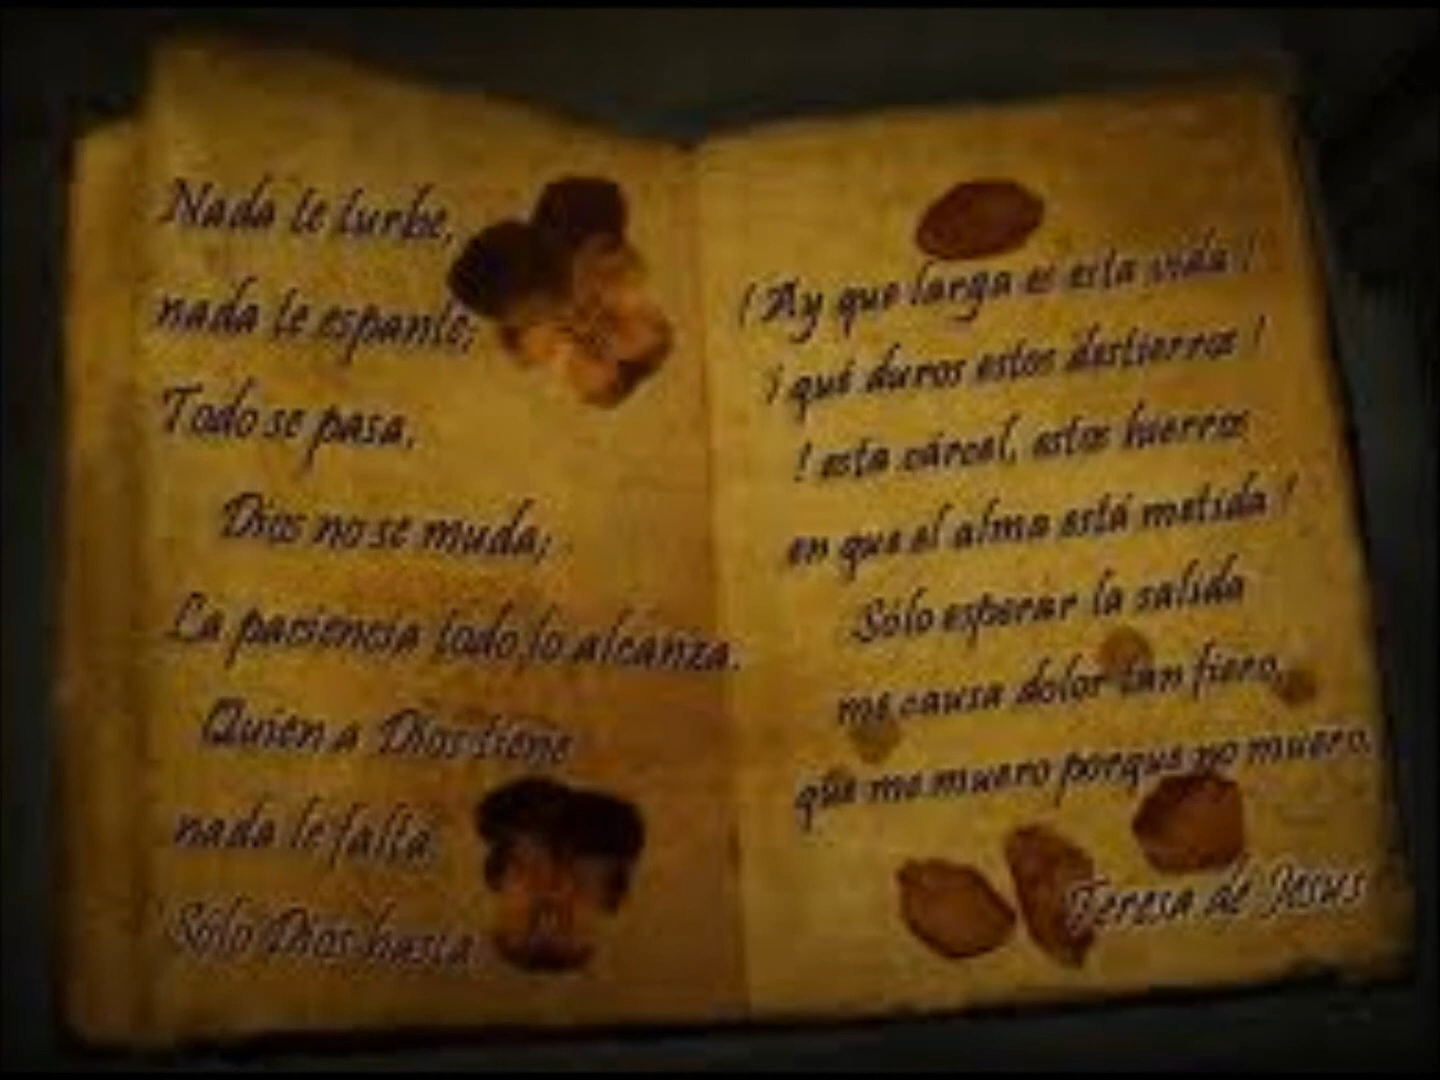 Nada te turbe,
nada te espante;
Todo se pasa.
Dios no se muda;
La paciencia todo lo alcanza.
Quien a Dios tiene
nada le falta.
Sólo Dios basta
! Ay que larga es esta vida !
¡ qué duros estos destierros !
! esta cárcel, estos hierros
en que el alma está metida !
Sólo esperar la salida
me causa dolor tan fiero,
que me muero porque no muero.
Teresa de Jesus